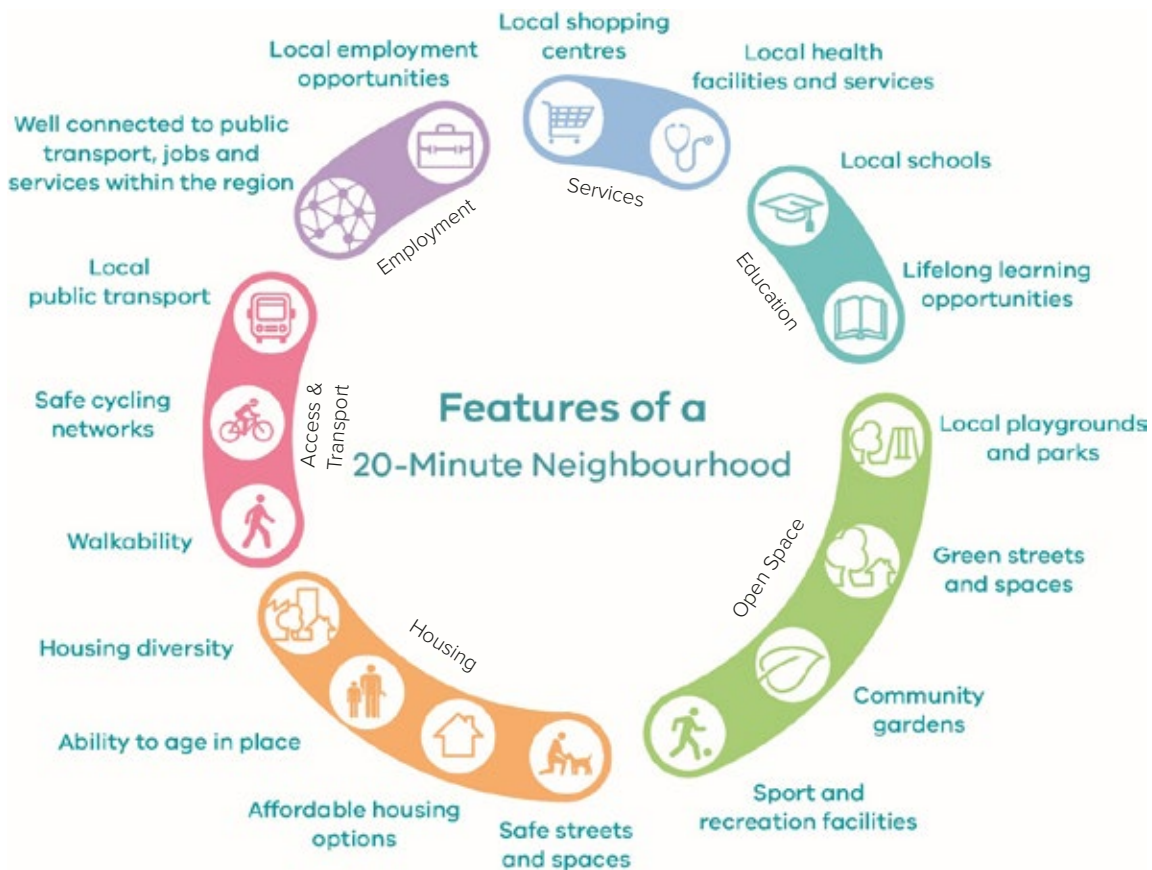 Features of a
20-Minute Neighbourhood
Local shopping
centres
Local health
facilities and services
Services
Local schools
Lifelong learning
opportunities
Education
Local playgrounds
and parks
Green streets
and spaces
Community
gardens
Sport and
recreation facilities
Open Space
Safe streets
and spaces
Affordable housing
options
Ability to age in place
Housing diversity
Housing
Walkability
Safe cycling
networks
Local
public transport
Access &
Transport
Well connected to public
transport, jobs and
services within the region
Local employment
opportunities
Employment